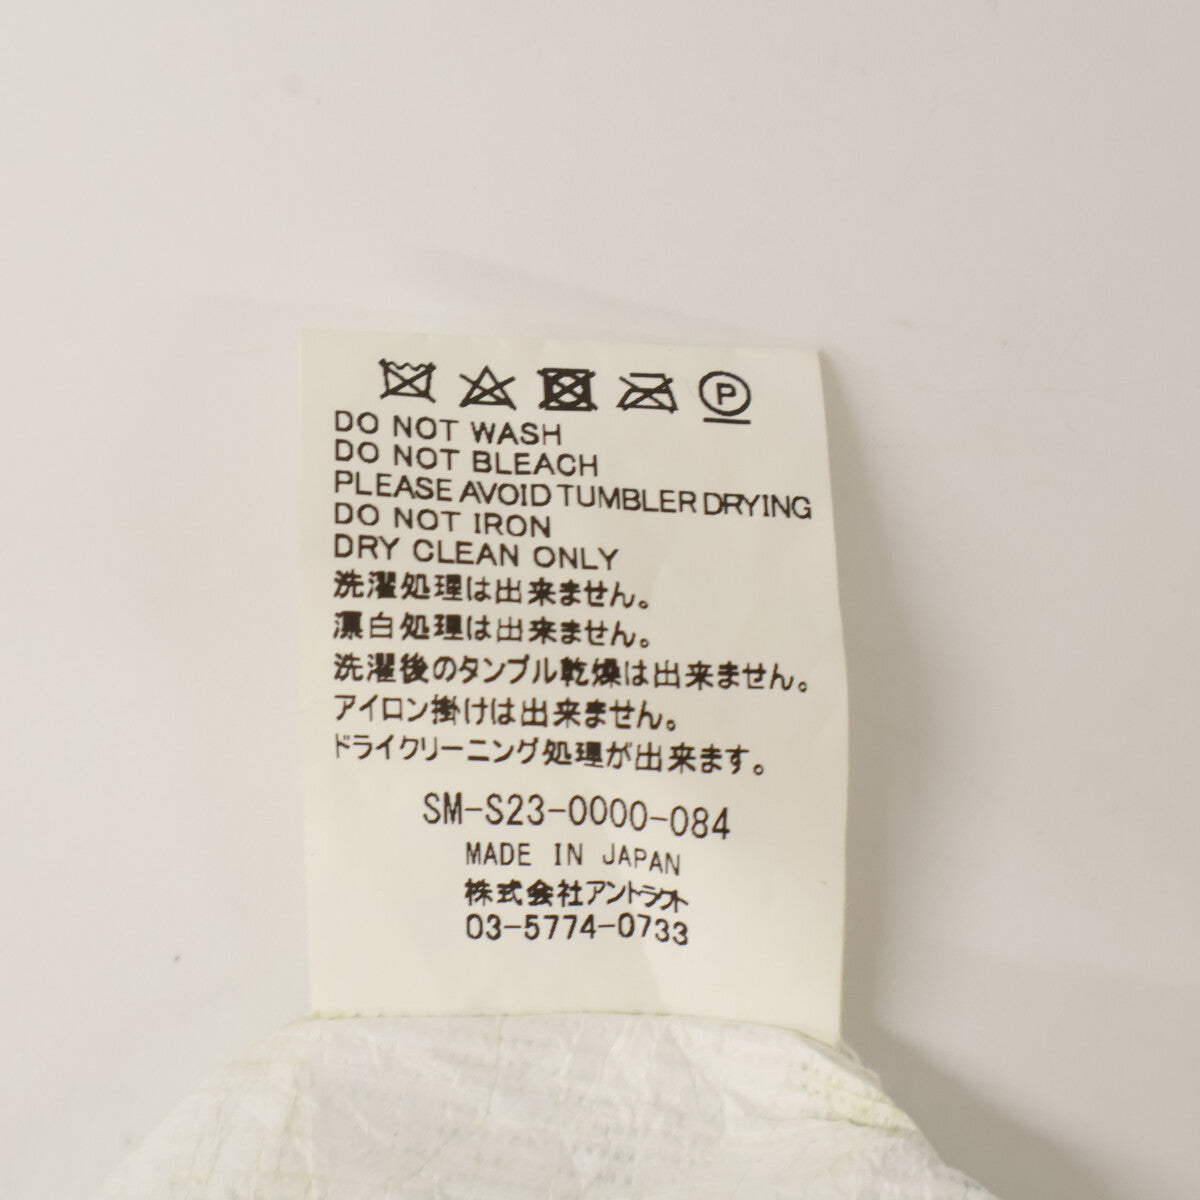 P
DO NOT WASH
DO NOT BLEACH
PLEASE AVOID TUMBLER DRYING
DO NOT IRON
DRY CLEAN ONLY
洗濯処理は出来ません。
漂白処理は出来ません。
洗濯後のタンブル乾燥は出来ません。
アイロン掛けは出来ません。
ドライクリーニング処理が出来ます。
SM-S23-0000-084
MADE IN JAPAN
株式会社アントラクト
03-5774-0733